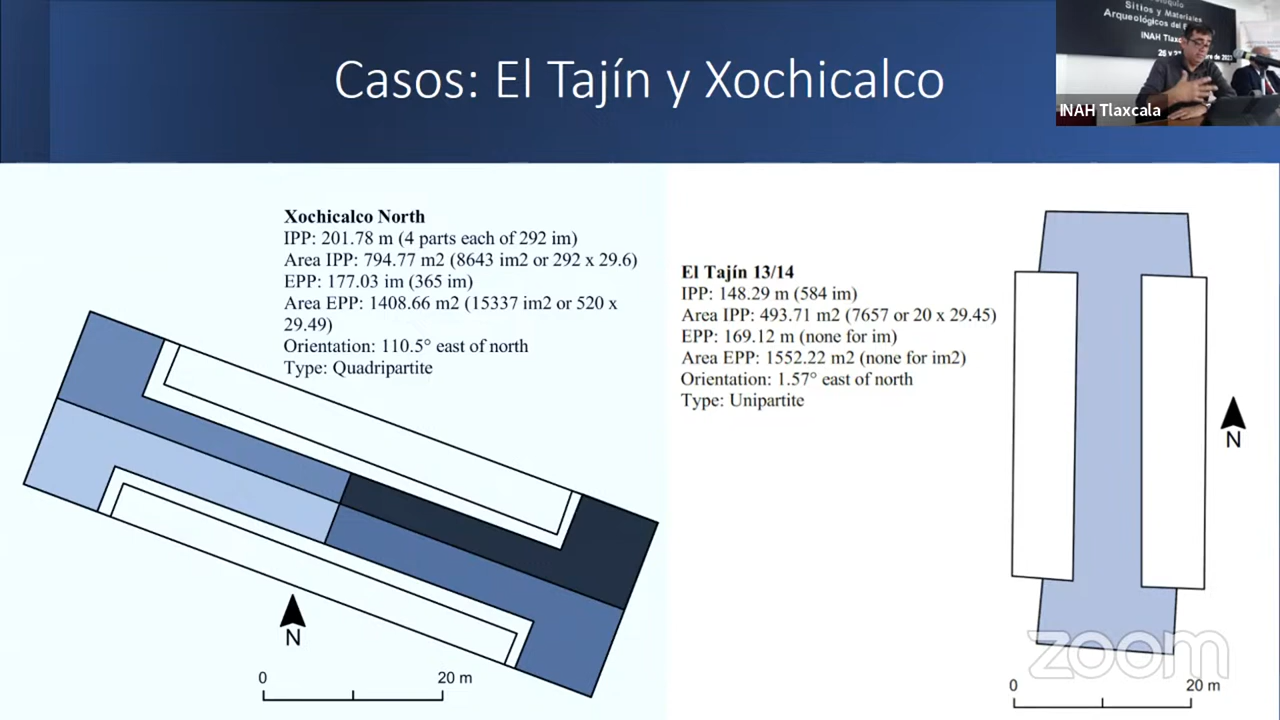 Casos: El Tajín y Xochicalco
Sitios y Materiales
INAH Tlaxcala
Xochicalco North
IPP: 201.78 m (4 parts each of 292 im)
Area IPP: 794.77 m2 (8643 im2 or 292 x 29.6)
EPP: 177.03 im (365 im)
Area EPP: 1408.66 m2 (15337 im2 or 520 x
29.49)
Orientation: 110.5° east of north
Type: Quadripartite
N
0 20 m
El Tajín 13/14
IPP: 148.29 m (584 im)
Area IPP: 493.71 m2 (7657 or 20 x 29.45)
EPP: 169.12 m (none for im)
Area EPP: 1552.22 m2 (none for im2)
Orientation: 1.57° east of north
Type: Unipartite
N
zoom
0 20 m